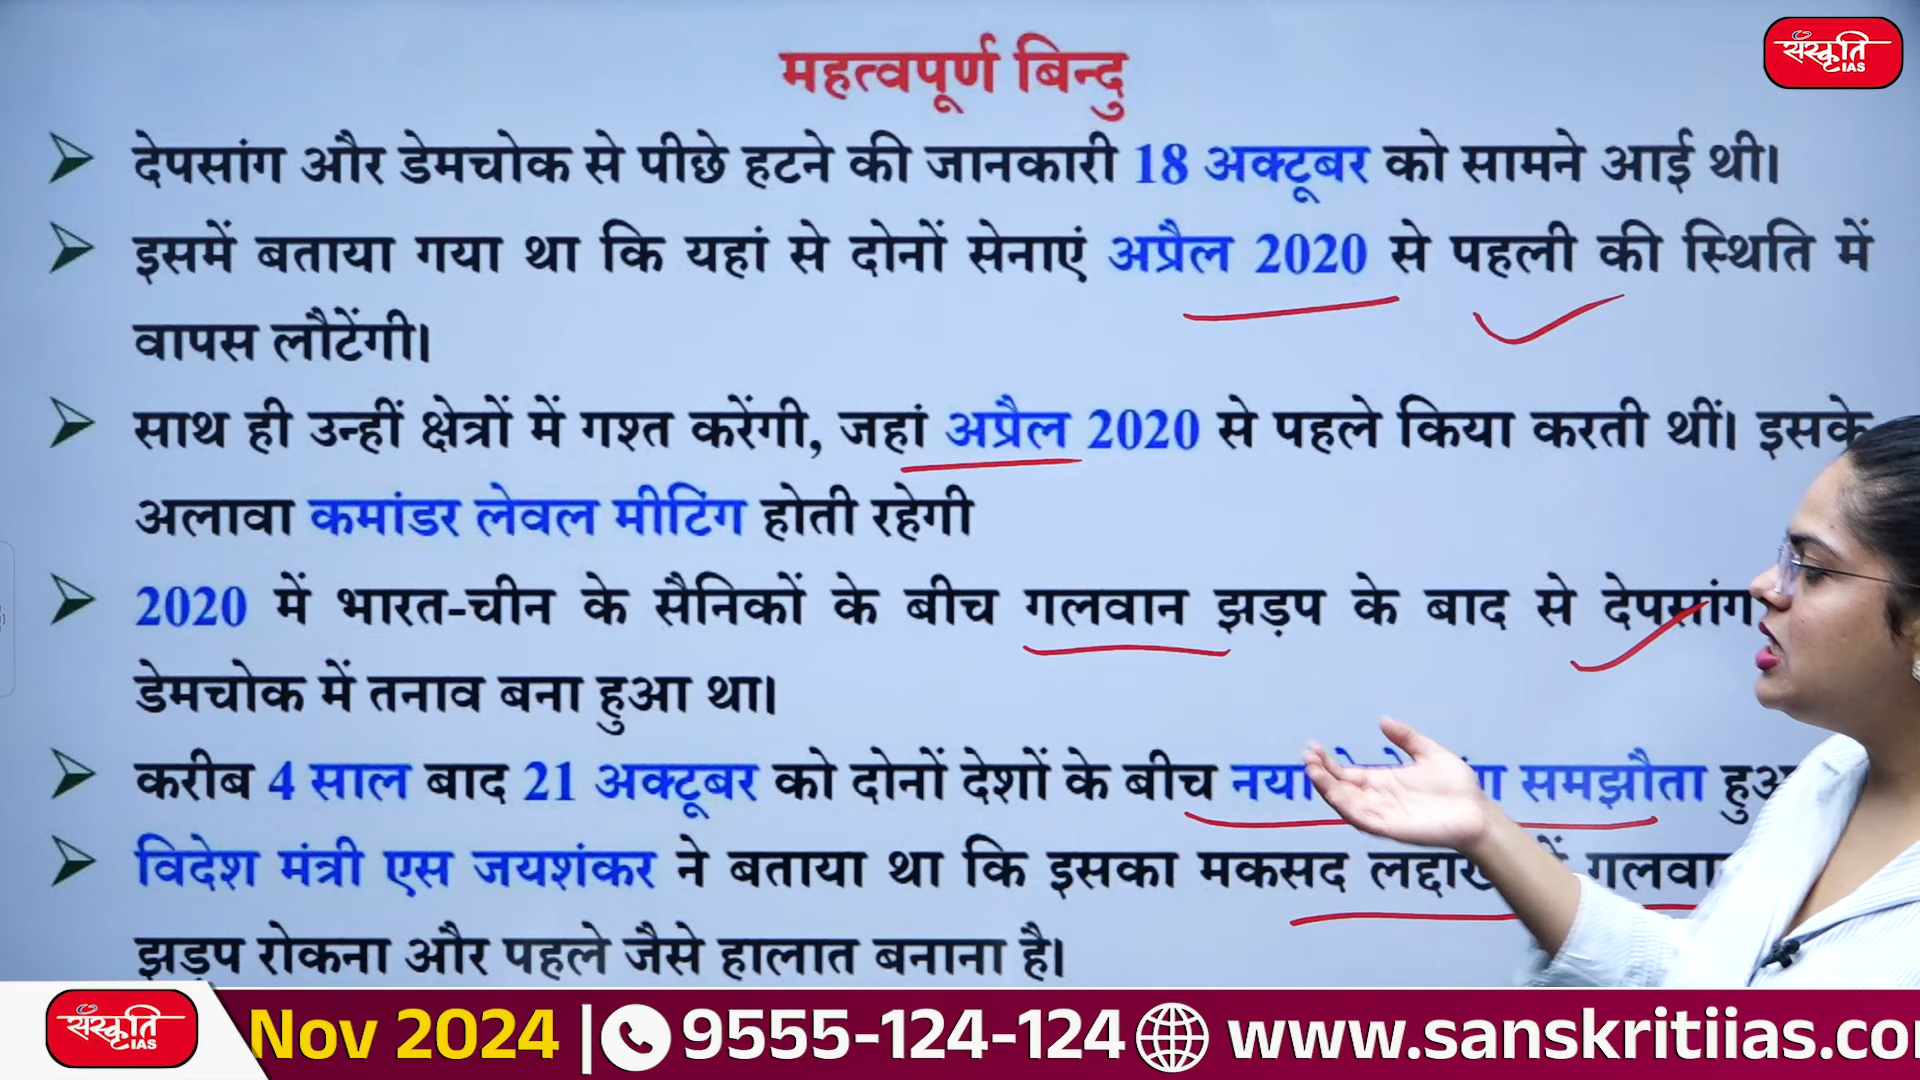 महत्वपूर्ण बिन्दु
संस्कृति
IAS
देपसांग और डेमचोक से पीछे हटने की जानकारी 18 अक्टूबर को सामने आई थी।
इसमें बताया गया था कि यहां से दोनों सेनाएं अप्रैल 2020 से पहली की स्थिति में
वापस लौटेंगी।
साथ ही उन्हीं क्षेत्रों में गश्त करेंगी, जहां अप्रैल 2020 से पहले किया करती थीं। इसके
अलावा कमांडर लेवल मीटिंग होती रहेगी
2020 में भारत-चीन के सैनिकों के बीच गलवान झड़प के बाद से देपसांग
डेमचोक में तनाव बना हुआ था।
करीब 4 साल बाद 21 अक्टूबर को दोनों देशों के बीच नया समझौता
विदेश मंत्री एस जयशंकर ने बताया था कि इसका मकसद लद्दाख
झड़प रोकना और पहले जैसे हालात बनाना है।
संस्कृति
IAS
Nov 2024 | 9555-124-124 www.sanskritiias.co